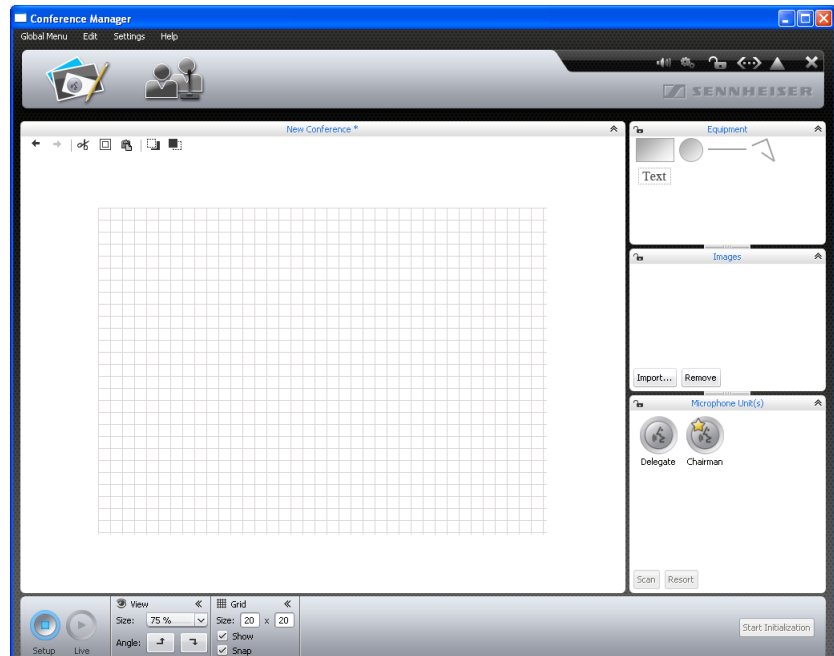 Conference Manager
Global Menu Edit Settings Help
SENNHEISER
New Conference *
Equipment
Text
Images
Import... Remove
Microphone Unit(s)
Delegate Chairman
Scan Resort
View Grid
Size: 75 % Size: 20 x 20
Angle: Show
Snap
Setup Live
Start Initialization